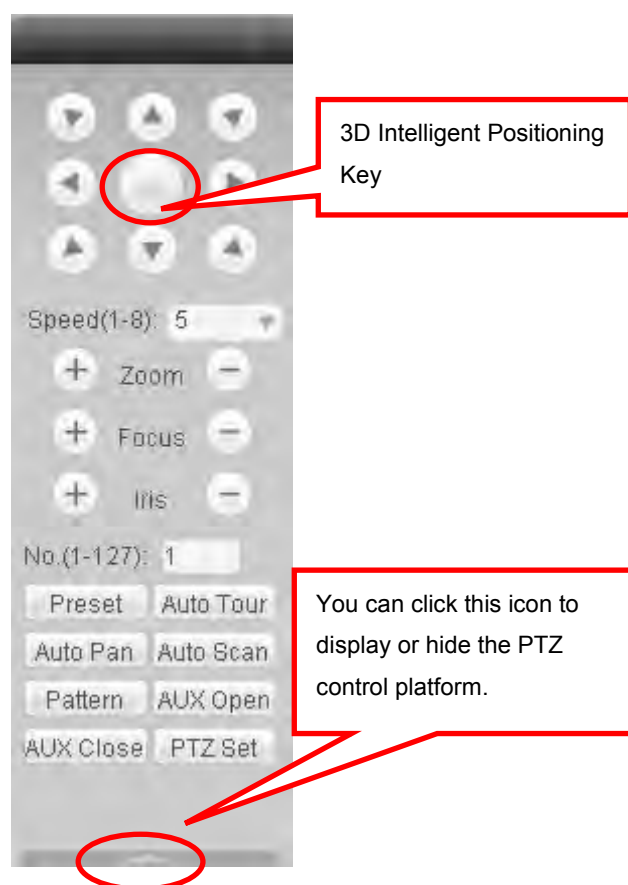 3D Intelligent Positioning
Key
Speed(1-8): 5
+ Zoom −
+ Focus −
+ Iris −
No.(1-127): 1
Preset Auto Tour
Auto Pan Auto Scan
Pattern AUX Open
AUX Close PTZ Set
You can click this icon to
display or hide the PTZ
control platform.